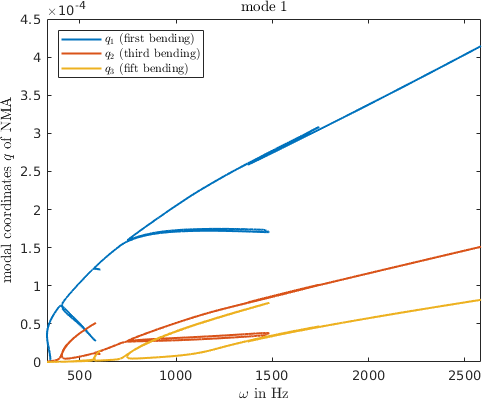 mode 1
×10⁻⁴
q₁ (first bending)
q₂ (third bending)
q₃ (fift bending)
modal coordinates q of NMA
4.5
4
3.5
3
2.5
2
1.5
1
0.5
0
500 1000 1500 2000 2500
ω in Hz